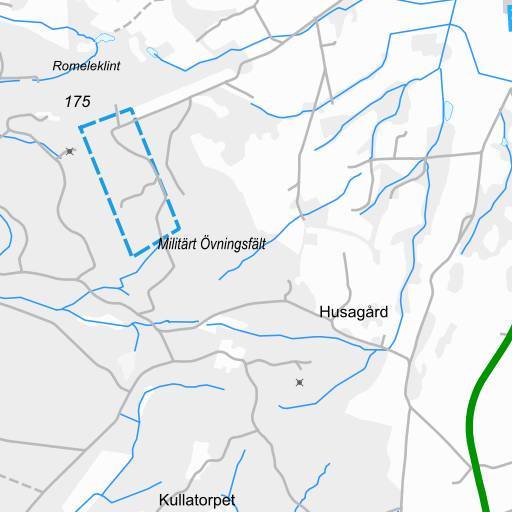 Romeleklint
175
Militärt Övningsfält
Husagård
Kullatorpet